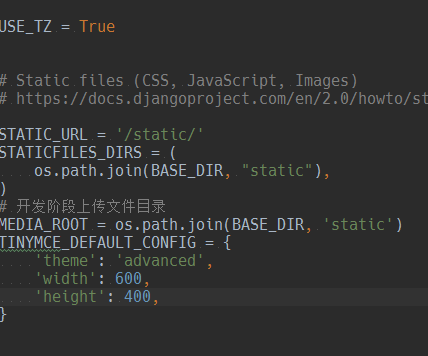 USE_TZ = True
# Static files (CSS, JavaScript, Images)
# https://docs.djangoproject.com/en/2.0/howto/st
STATIC_URL = '/static/'
STATICFILES_DIRS = (
    os.path.join(BASE_DIR, "static"),
)
# 开发阶段上传文件目录
MEDIA_ROOT = os.path.join(BASE_DIR, 'static')
TINYMCE_DEFAULT_CONFIG = {
    'theme': 'advanced',
    'width': 600,
    'height': 400,
}